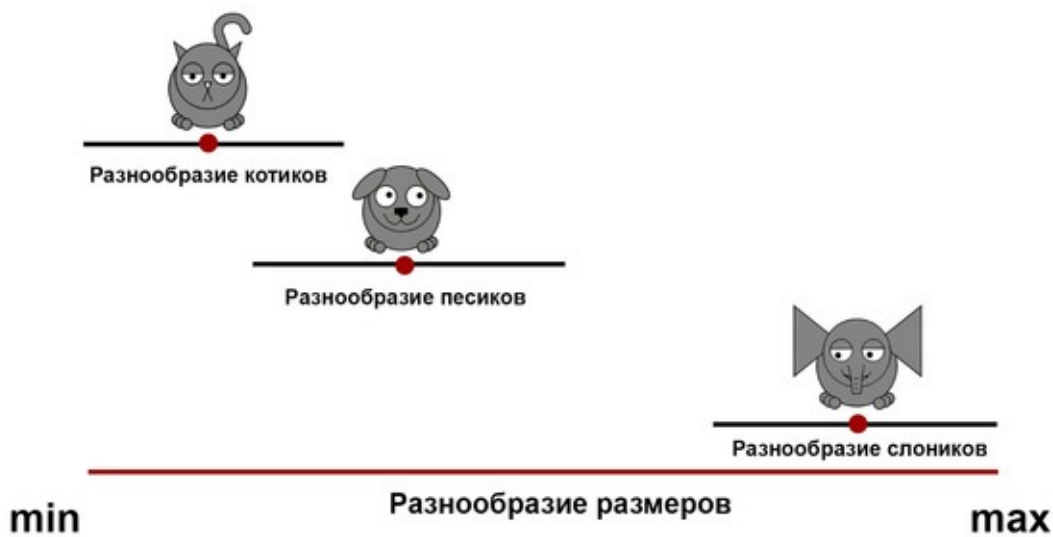 Разнообразие котиков
Разнообразие песиков
Разнообразие слоников
Разнообразие размеров
min
max